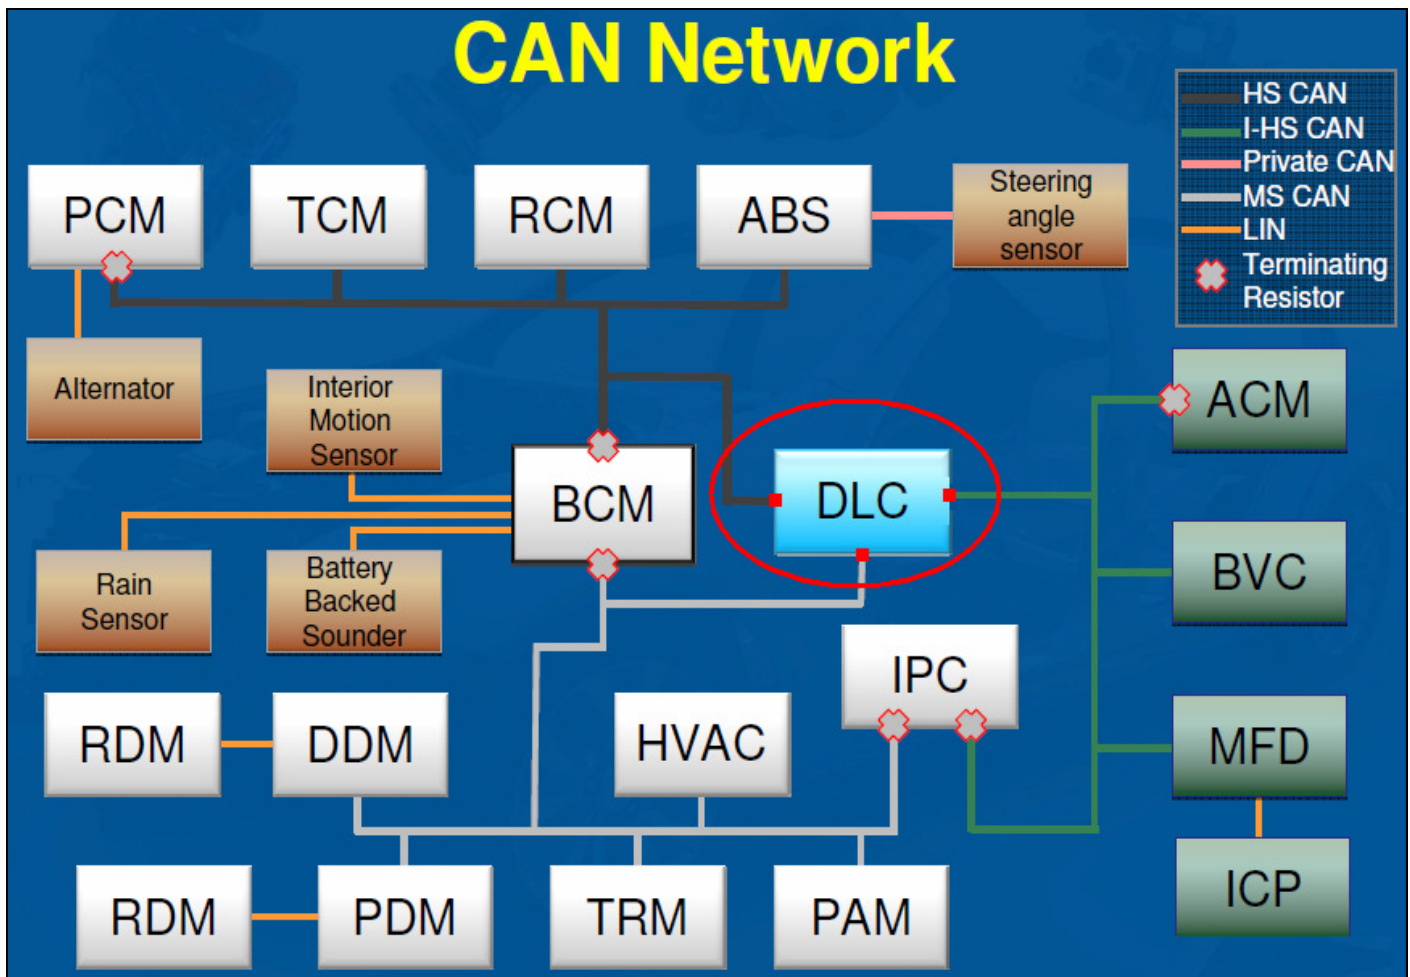 CAN Network
HS CAN
I-HS CAN
Private CAN
MS CAN
LIN
Terminating
Resistor
PCM
TCM
RCM
ABS
Steering
angle
sensor
Alternator
Interior
Motion
Sensor
ACM
BCM
DLC
Rain
Sensor
Battery
Backed
Sounder
BVC
IPC
RDM
DDM
HVAC
MFD
RDM
PDM
TRM
PAM
ICP